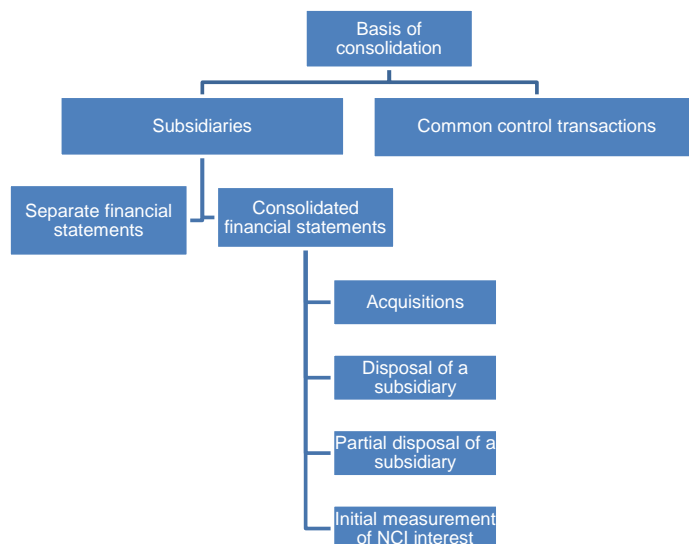 Basis of
consolidation
Subsidiaries
Common control transactions
Separate financial
statements
Consolidated
financial statements
Acquisitions
Disposal of a
subsidiary
Partial disposal of a
subsidiary
Initial measurement
of NCI interest